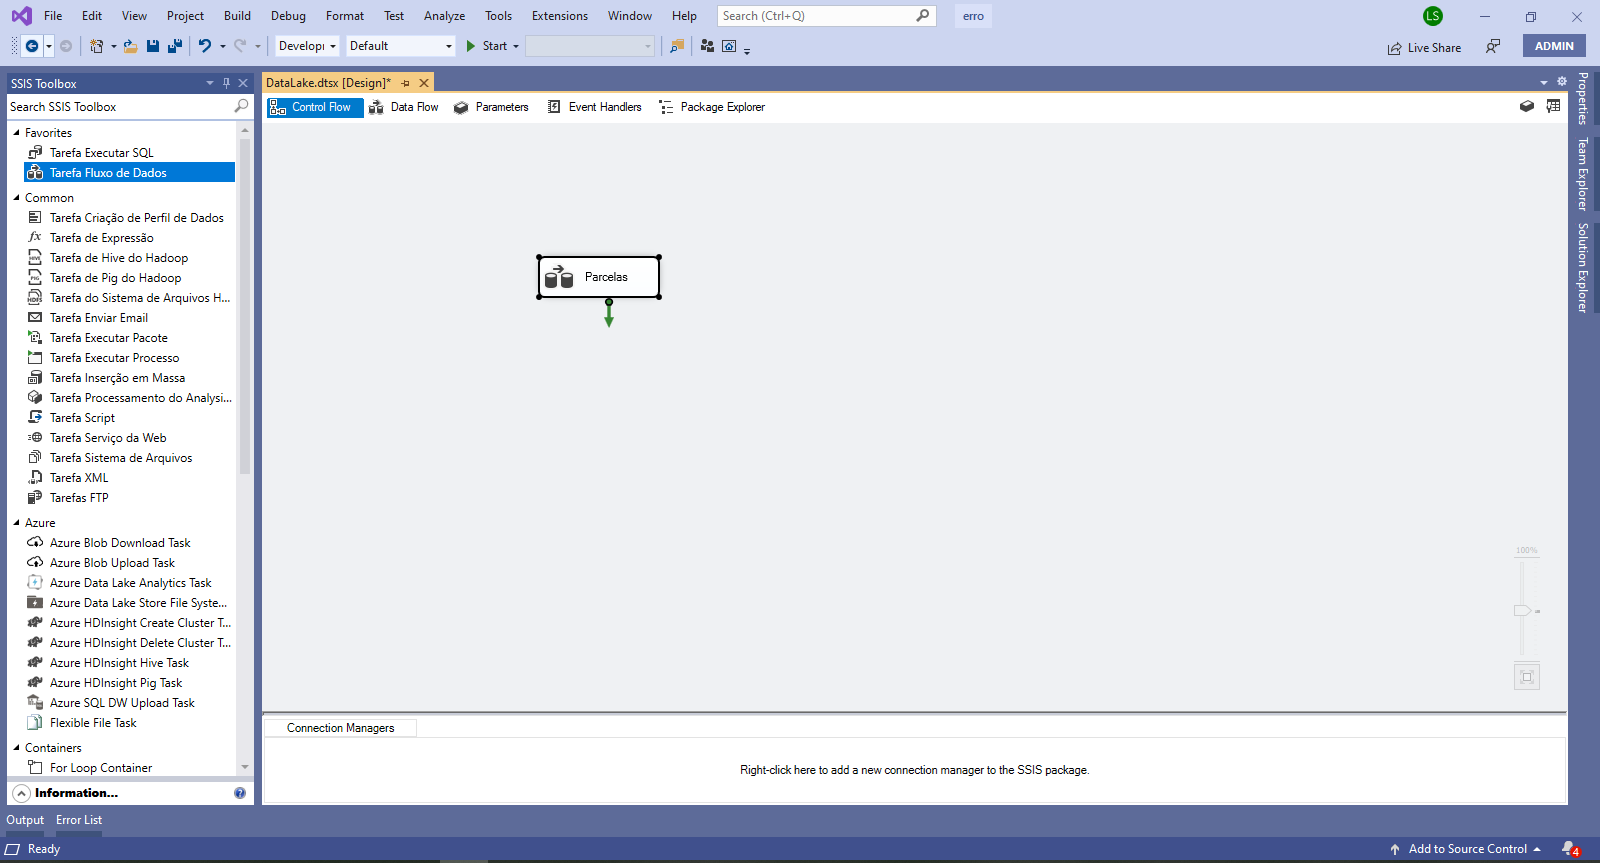 File Edit View Project Build Debug Format Test Analyze Tools Extensions Window Help Search (Ctrl+Q) erro LS
Developı Default Start Live Share ADMIN
SSIS Toolbox
Search SSIS Toolbox
Favorites
Tarefa Executar SQL
Tarefa Fluxo de Dados
Common
Tarefa Criação de Perfil de Dados
Tarefa de Expressão
Tarefa de Hive do Hadoop
Tarefa de Pig do Hadoop
Tarefa do Sistema de Arquivos H...
Tarefa Enviar Email
Tarefa Executar Pacote
Tarefa Executar Processo
Tarefa Inserção em Massa
Tarefa Processamento do Analysi...
Tarefa Script
Tarefa Serviço da Web
Tarefa Sistema de Arquivos
Tarefa XML
Tarefas FTP
Azure
Azure Blob Download Task
Azure Blob Upload Task
Azure Data Lake Analytics Task
Azure Data Lake Store File Syste...
Azure HDInsight Create Cluster T...
Azure HDInsight Delete Cluster T...
Azure HDInsight Hive Task
Azure HDInsight Pig Task
Azure SQL DW Upload Task
Flexible File Task
Containers
For Loop Container
Information...
DataLake.dtsx [Design]*
Control Flow Data Flow Parameters Event Handlers Package Explorer
Parcelas
100%
Connection Managers
Right-click here to add a new connection manager to the SSIS package.
Properties
Team Explorer
Solution Explorer
Output Error List
Ready Add to Source Control 4